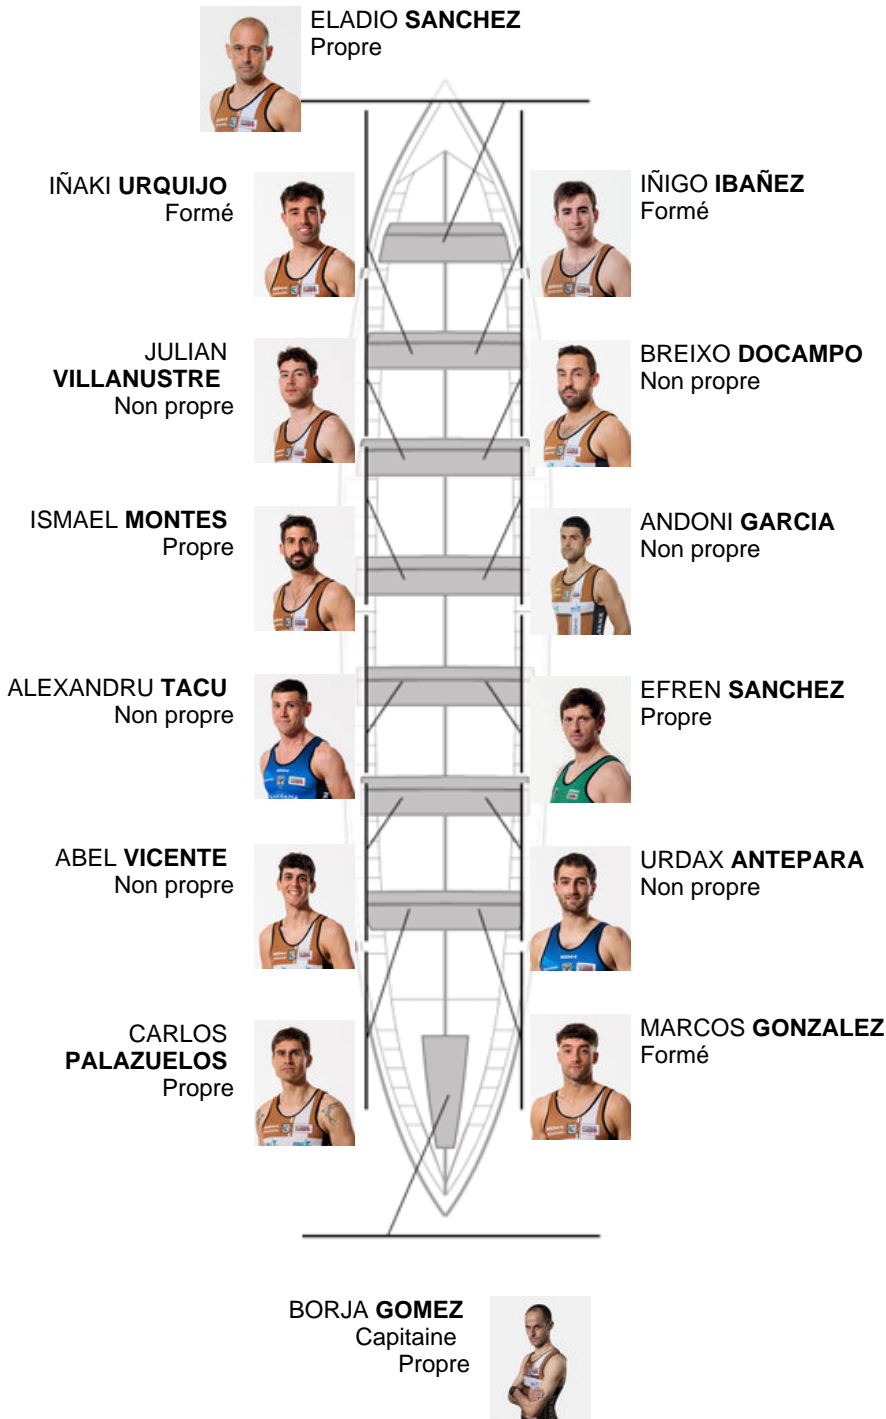 ELADIO SANCHEZ
Propre
IÑAKI URQUIJO
Formé
IÑIGO IBAÑEZ
Formé
JULIAN
VILLANUSTRE
Non propre
BREIXO DOCAMPO
Non propre
ISMAEL MONTES
Propre
ANDONI GARCIA
Non propre
ALEXANDRU TACU
Non propre
EFREN SANCHEZ
Propre
ABEL VICENTE
Non propre
URDAX ANTEPARA
Non propre
CARLOS
PALAZUELOS
Propre
MARCOS GONZALEZ
Formé
BORJA GOMEZ
Capitaine
Propre